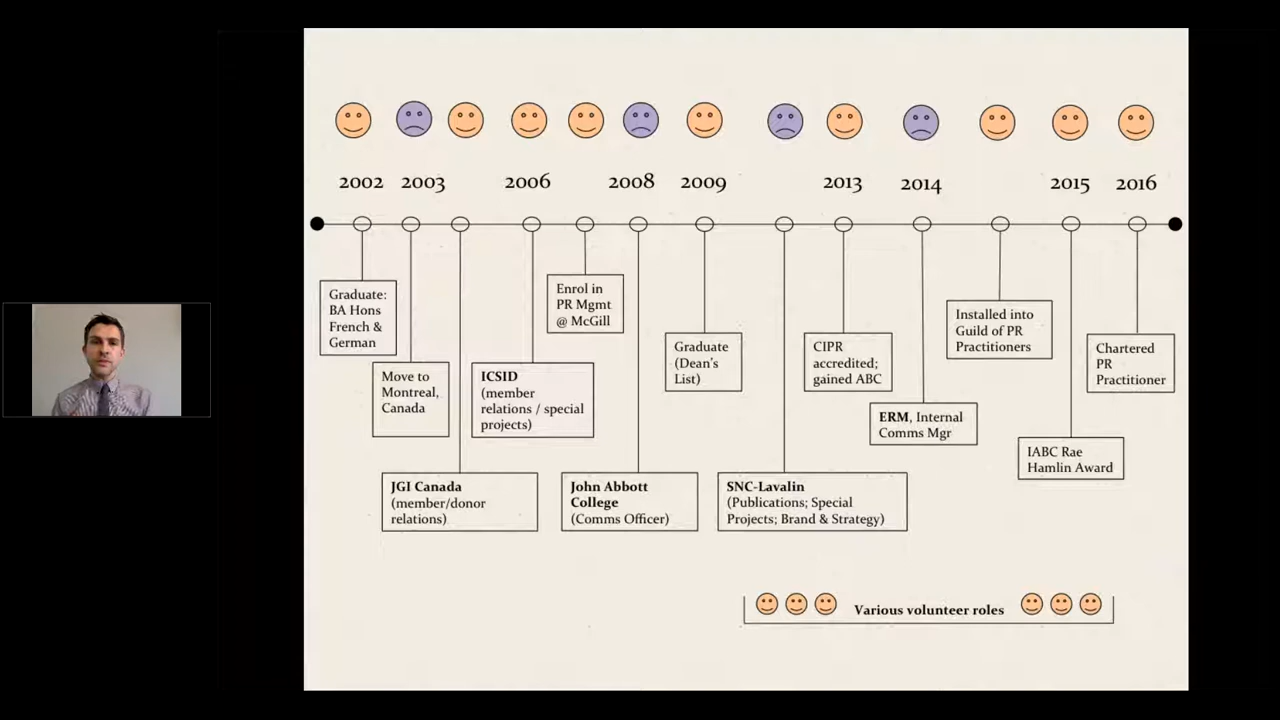 2002 2003 2006 2008 2009 2013 2014 2015 2016
Graduate:
BA Hons
French &
German
Move to
Montreal,
Canada
JGI Canada
(member/donor
relations)
ICSID
(member
relations / special
projects)
Enrol in
PR Mgmt
@ McGill
John Abbott
College
(Comms Officer)
Graduate
(Dean's
List)
SNC-Lavalin
(Publications; Special
Projects; Brand & Strategy)
CIPR
accredited;
gained ABC
ERM, Internal
Comms Mgr
Installed into
Guild of PR
Practitioners
IABC Rae
Hamlin Award
Chartered
PR
Practitioner
Various volunteer roles